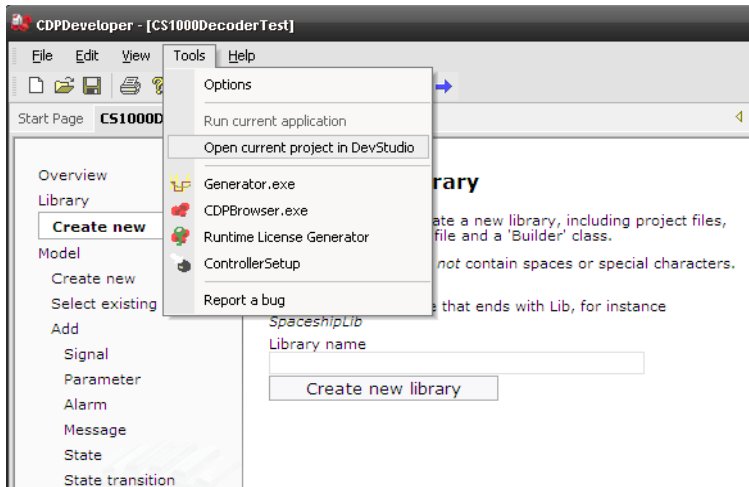 CDPDeveloper - [CS1000DecoderTest]
File Edit View Tools Help
Start Page CS1000D
Options
Run current application
Open current project in DevStudio
Generator.exe
CDPBrowser.exe
Runtime License Generator
ControllerSetup
Report a bug
Overview
Library
Create new
Model
Create new
Select existing
Add
Signal
Parameter
Alarm
Message
State
State transition
rary
ate a new library, including project files,
file and a 'Builder' class.
not contain spaces or special characters.
that ends with Lib, for instance
SpaceshipLib
Library name
Create new library